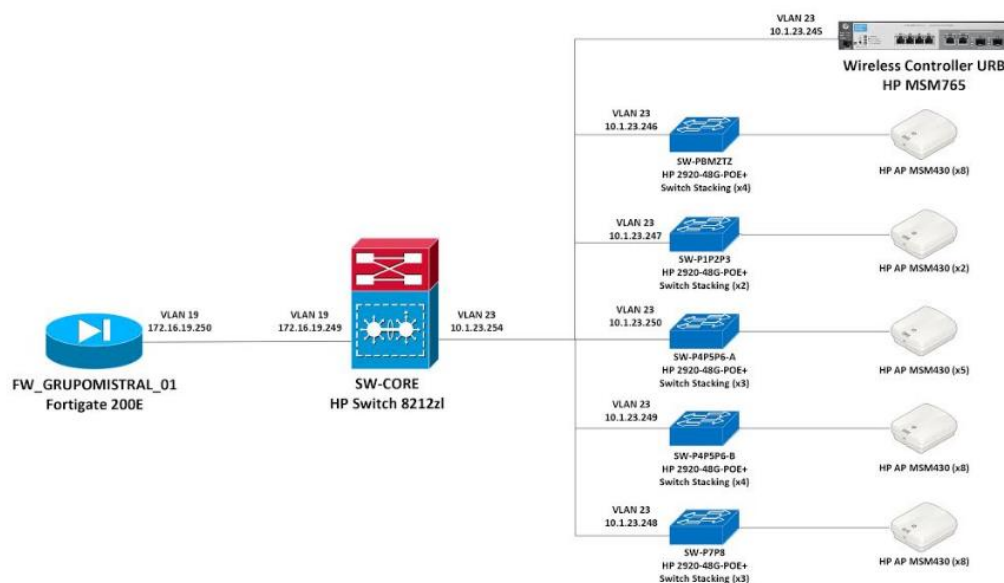 VLAN 23
10.1.23.245
Wireless Controller URB
HP MSM765
VLAN 23
10.1.23.246
SW-PBMZTZ
HP 2920-48G-POE+
Switch Stacking (x4)
HP AP MSM430 (x8)
VLAN 23
10.1.23.247
SW-P1P2P3
HP 2920-48G-POE+
Switch Stacking (x2)
HP AP MSM430 (x2)
VLAN 19
172.16.19.250
FW_GRUPOMISTRAL_01
Fortigate 200E
VLAN 19
172.16.19.249
SW-CORE
HP Switch 8212zl
VLAN 23
10.1.23.254
VLAN 23
10.1.23.250
SW-P4P5P6-A
HP 2920-48G-POE+
Switch Stacking (x3)
HP AP MSM430 (x5)
VLAN 23
10.1.23.249
SW-P4P5P6-B
HP 2920-48G-POE+
Switch Stacking (x4)
HP AP MSM430 (x8)
VLAN 23
10.1.23.248
SW-P7P8
HP 2920-48G-POE+
Switch Stacking (x3)
HP AP MSM430 (x8)